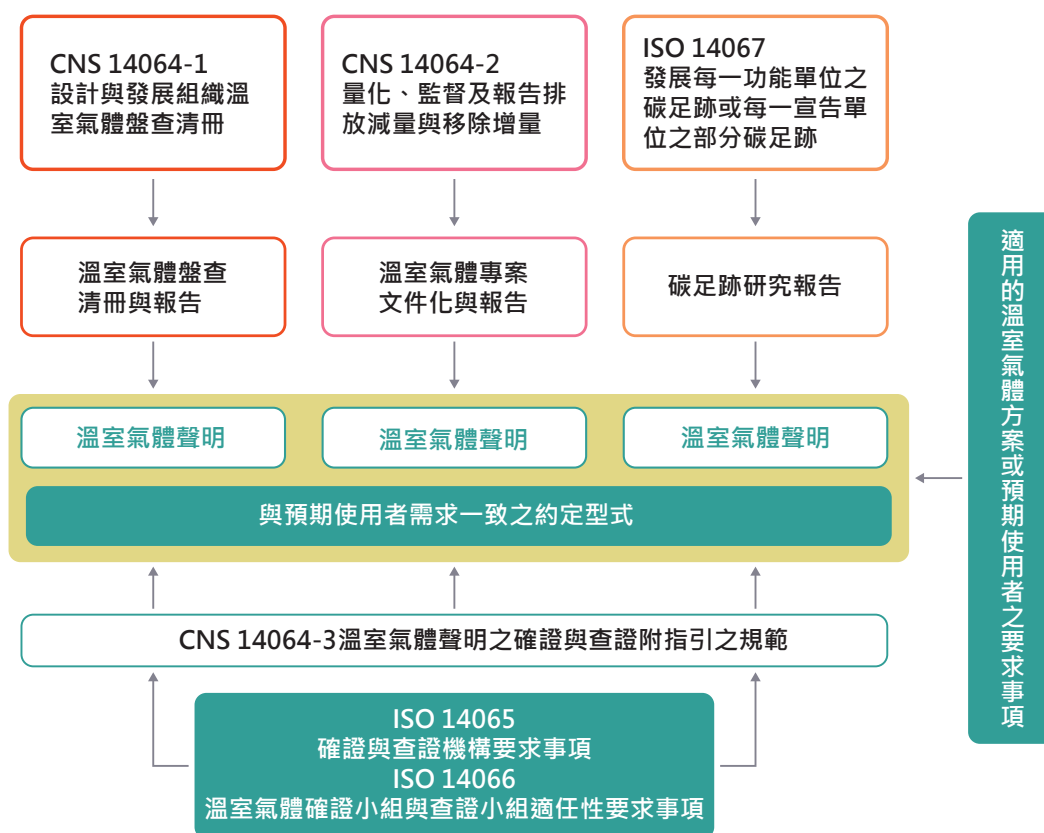 CNS 14064-1
設計與發展組織溫
室氣體盤查清冊
CNS 14064-2
量化、監督及報告排
放減量與移除增量
ISO 14067
發展每一功能單位之
碳足跡或每一宣告單
位之部分碳足跡
溫室氣體盤查
清冊與報告
溫室氣體專案
文件化與報告
碳足跡研究報告
溫室氣體聲明
溫室氣體聲明
溫室氣體聲明
與預期使用者需求一致之約定型式
適用的溫室氣體方案或預期使用者之要求事項
CNS 14064-3溫室氣體聲明之確證與查證附指引之規範
ISO 14065
確證與查證機構要求事項
ISO 14066
溫室氣體確證小組與查證小組適任性要求事項